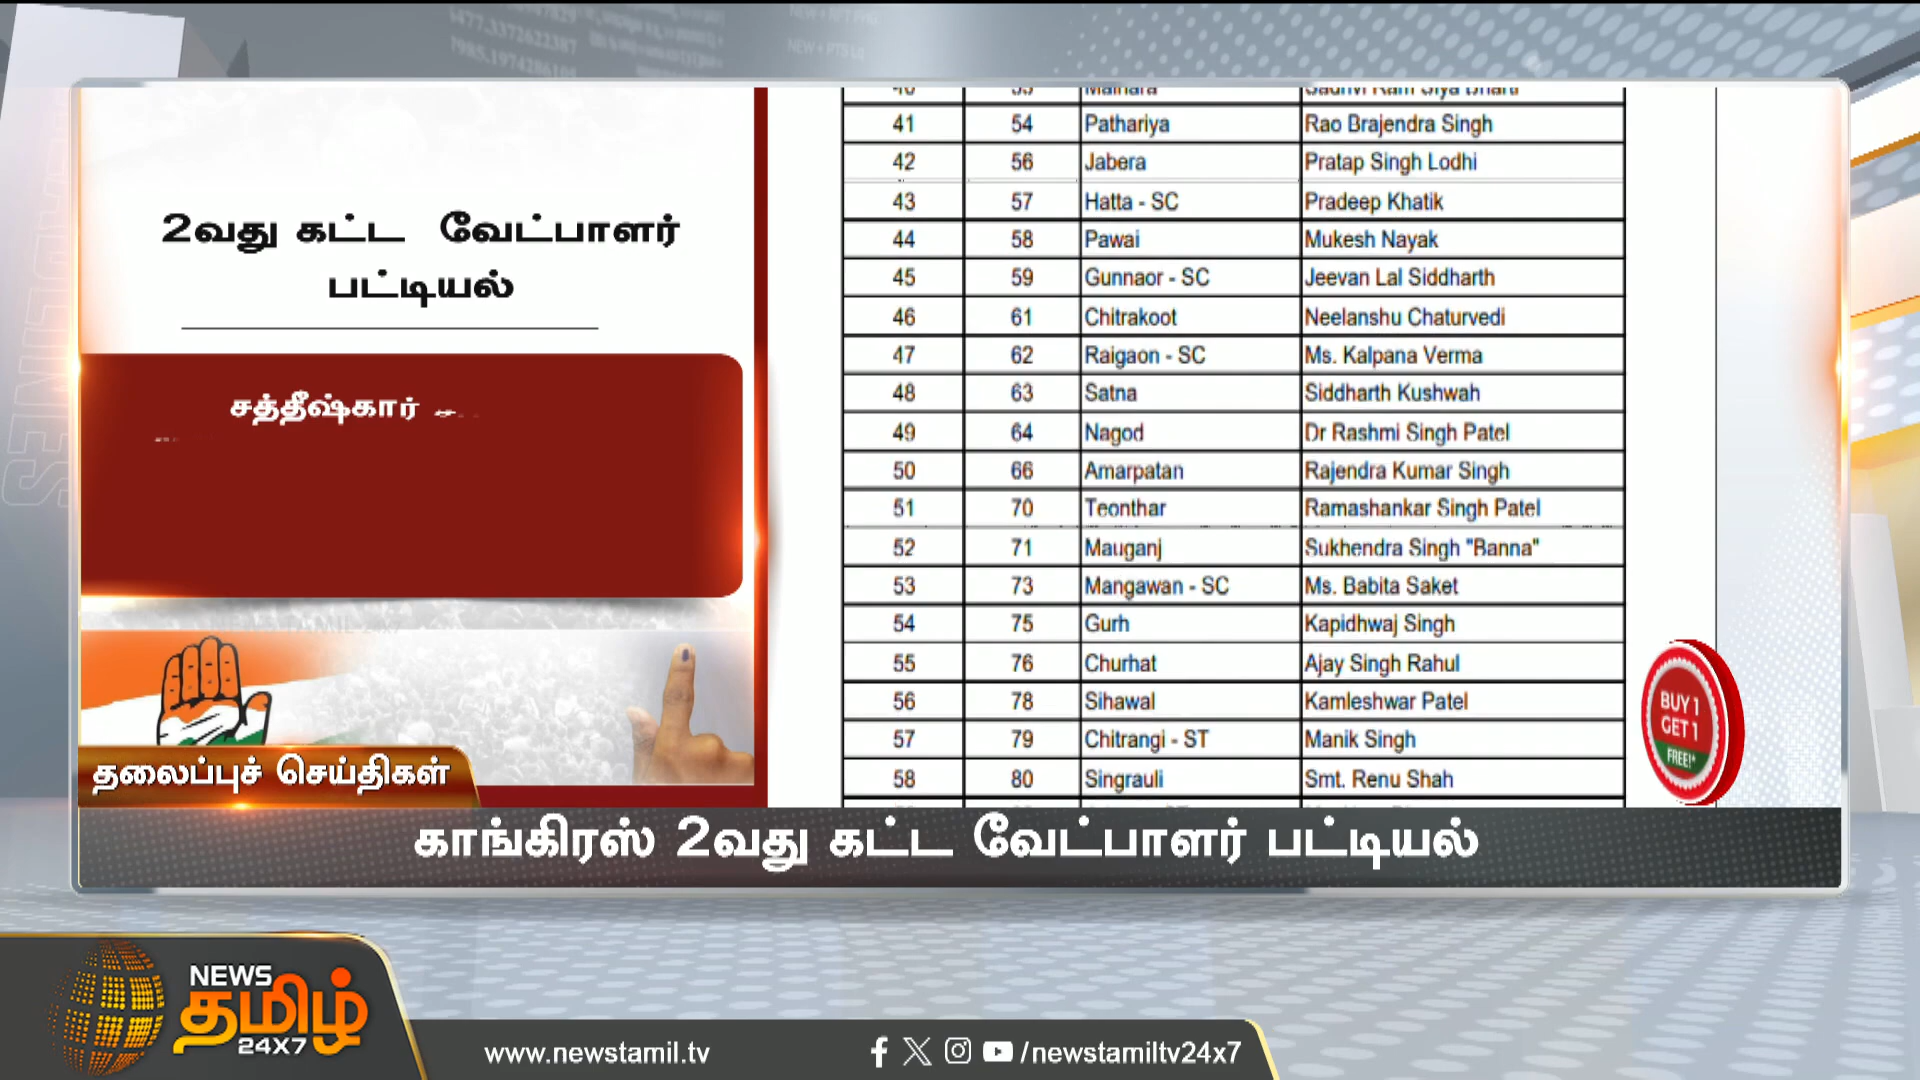 2வது கட்ட வேட்பாளர்
பட்டியல்
சத்தீஷ்கார்
41 54 Pathariya Rao Brajendra Singh
42 56 Jabera Pratap Singh Lodhi
43 57 Hatta - SC Pradeep Khatik
44 58 Pawai Mukesh Nayak
45 59 Gunnaor - SC Jeevan Lal Siddharth
46 61 Chitrakoot Neelanshu Chaturvedi
47 62 Raigaon - SC Ms. Kalpana Verma
48 63 Satna Siddharth Kushwah
49 64 Nagod Dr Rashmi Singh Patel
50 66 Amarpatan Rajendra Kumar Singh
51 70 Teonthar Ramashankar Singh Patel
52 71 Mauganj Sukhendra Singh "Banna"
53 73 Mangawan - SC Ms. Babita Saket
54 75 Gurh Kapidhwaj Singh
55 76 Churhat Ajay Singh Rahul
56 78 Sihawal Kamleshwar Patel
57 79 Chitrangi - ST Manik Singh
58 80 Singrauli Smt. Renu Shah
BUY 1
GET 1
FREE!*
தலைப்புச் செய்திகள்
காங்கிரஸ் 2வது கட்ட வேட்பாளர் பட்டியல்
NEWS
தமிழ்
24X7
www.newstamil.tv
/newstamiltv24x7